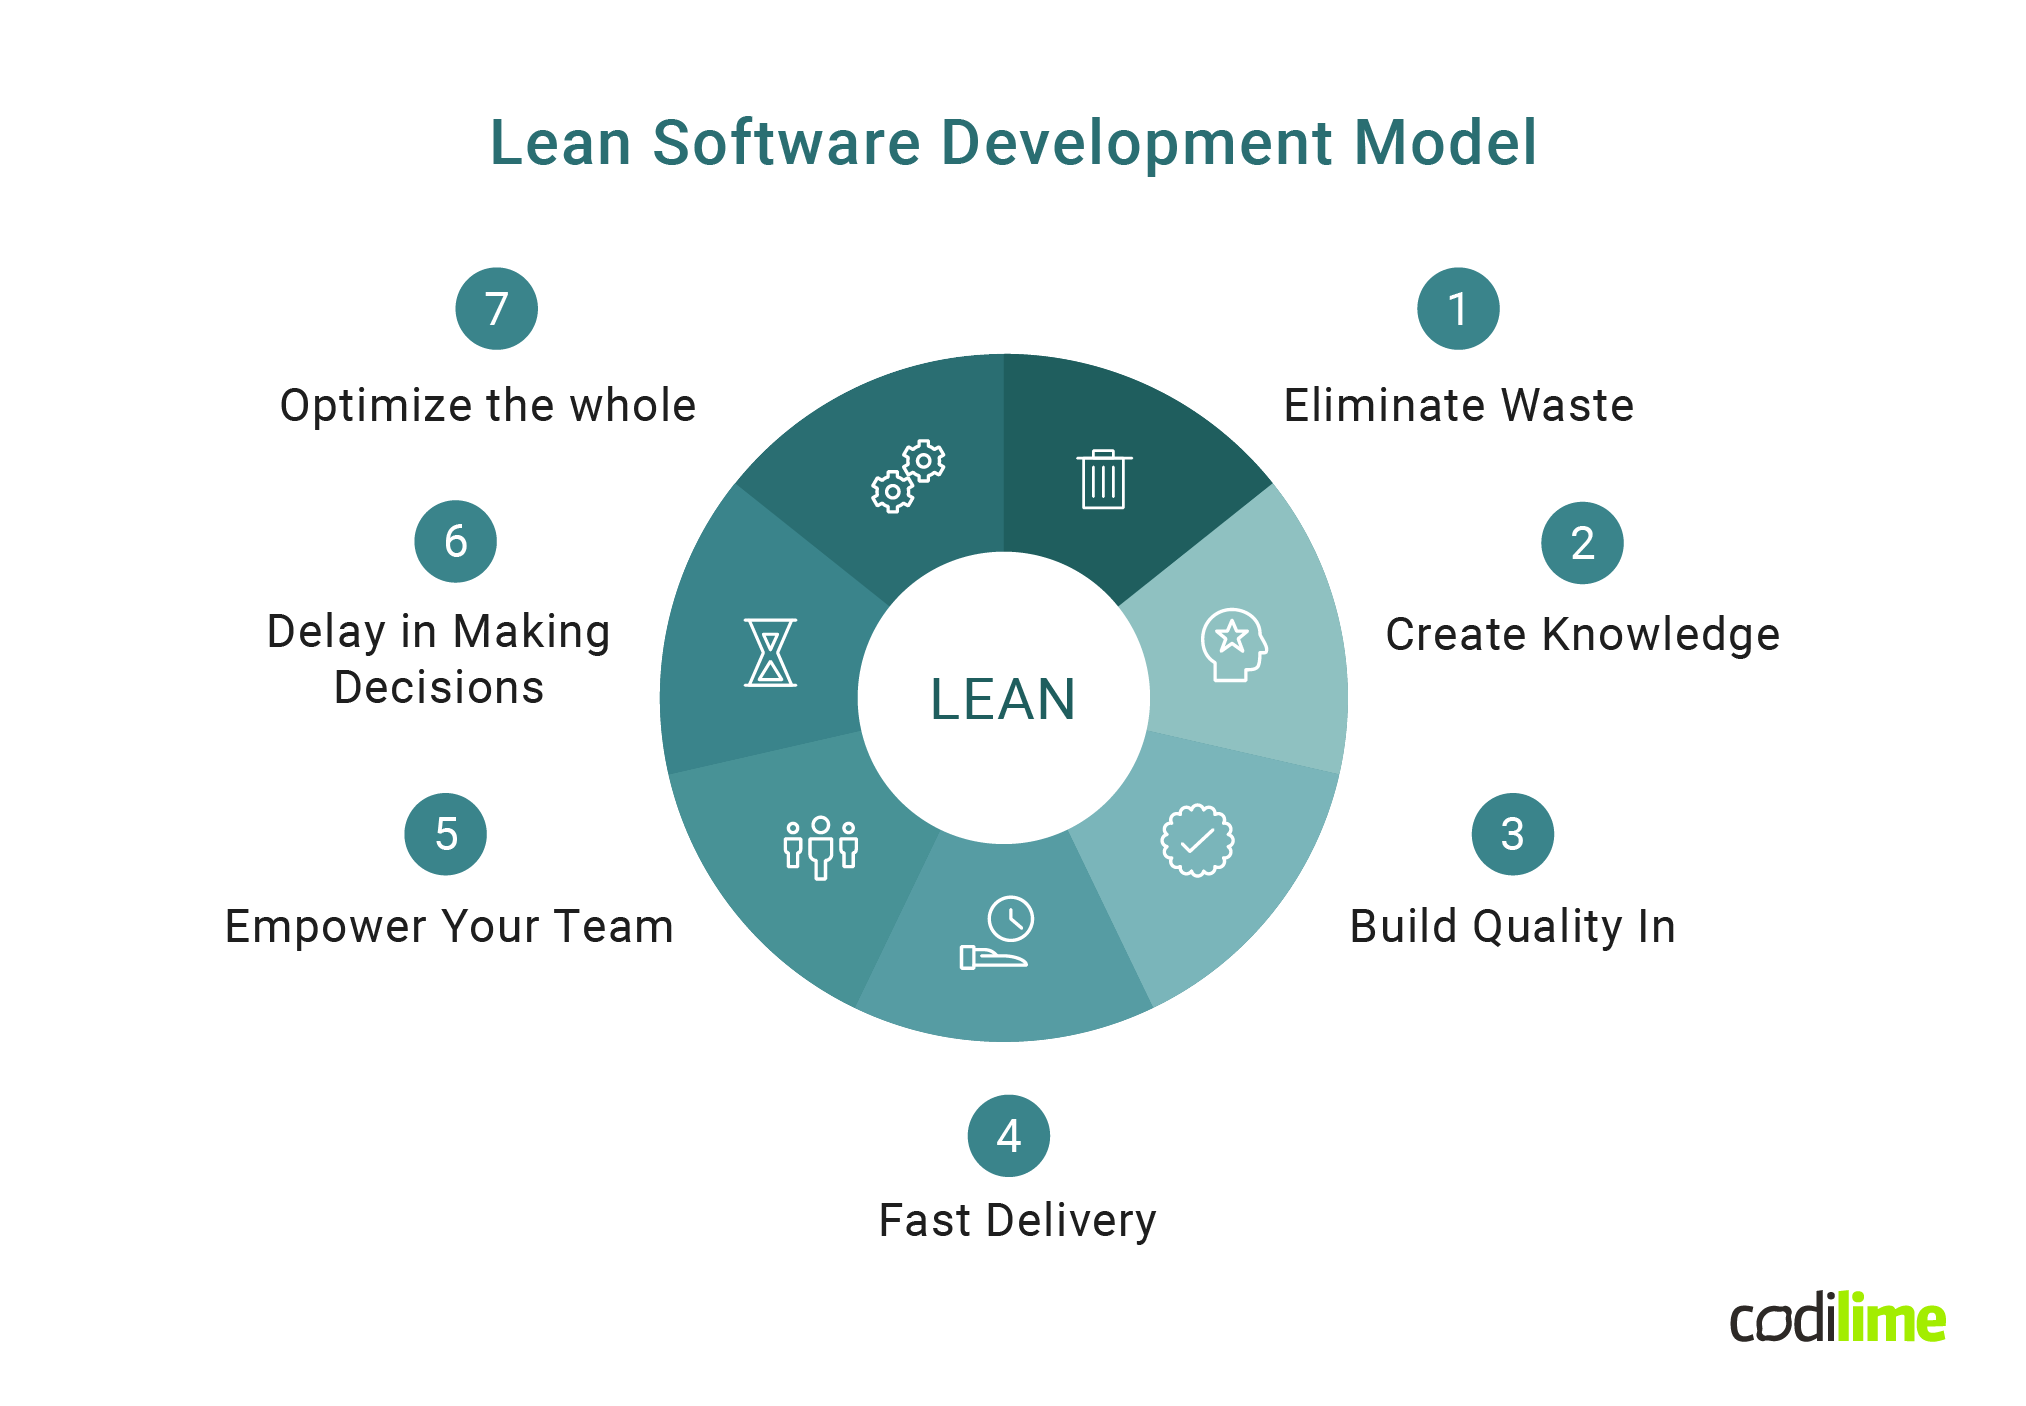 Lean Software Development Model
1
Eliminate Waste
2
Create Knowledge
3
Build Quality In
4
Fast Delivery
5
Empower Your Team
6
Delay in Making
Decisions
7
Optimize the whole
LEAN
codilime